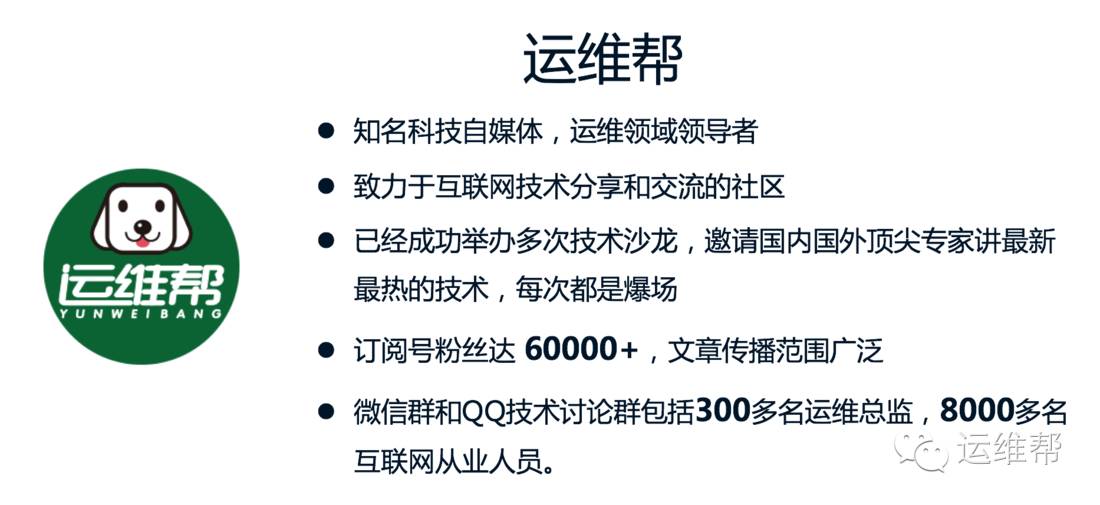 运维帮
● 知名科技自媒体，运维领域领导者
● 致力于互联网技术分享和交流的社区
● 已经成功举办多次技术沙龙，邀请国内国外顶尖专家讲最新
最热的技术，每次都是爆场
● 订阅号粉丝达 60000+，文章传播范围广泛
● 微信群和QQ技术讨论群包括300多名运维总监，8000多名
互联网从业人员。
运维帮
YUNWEIBANG
运维帮